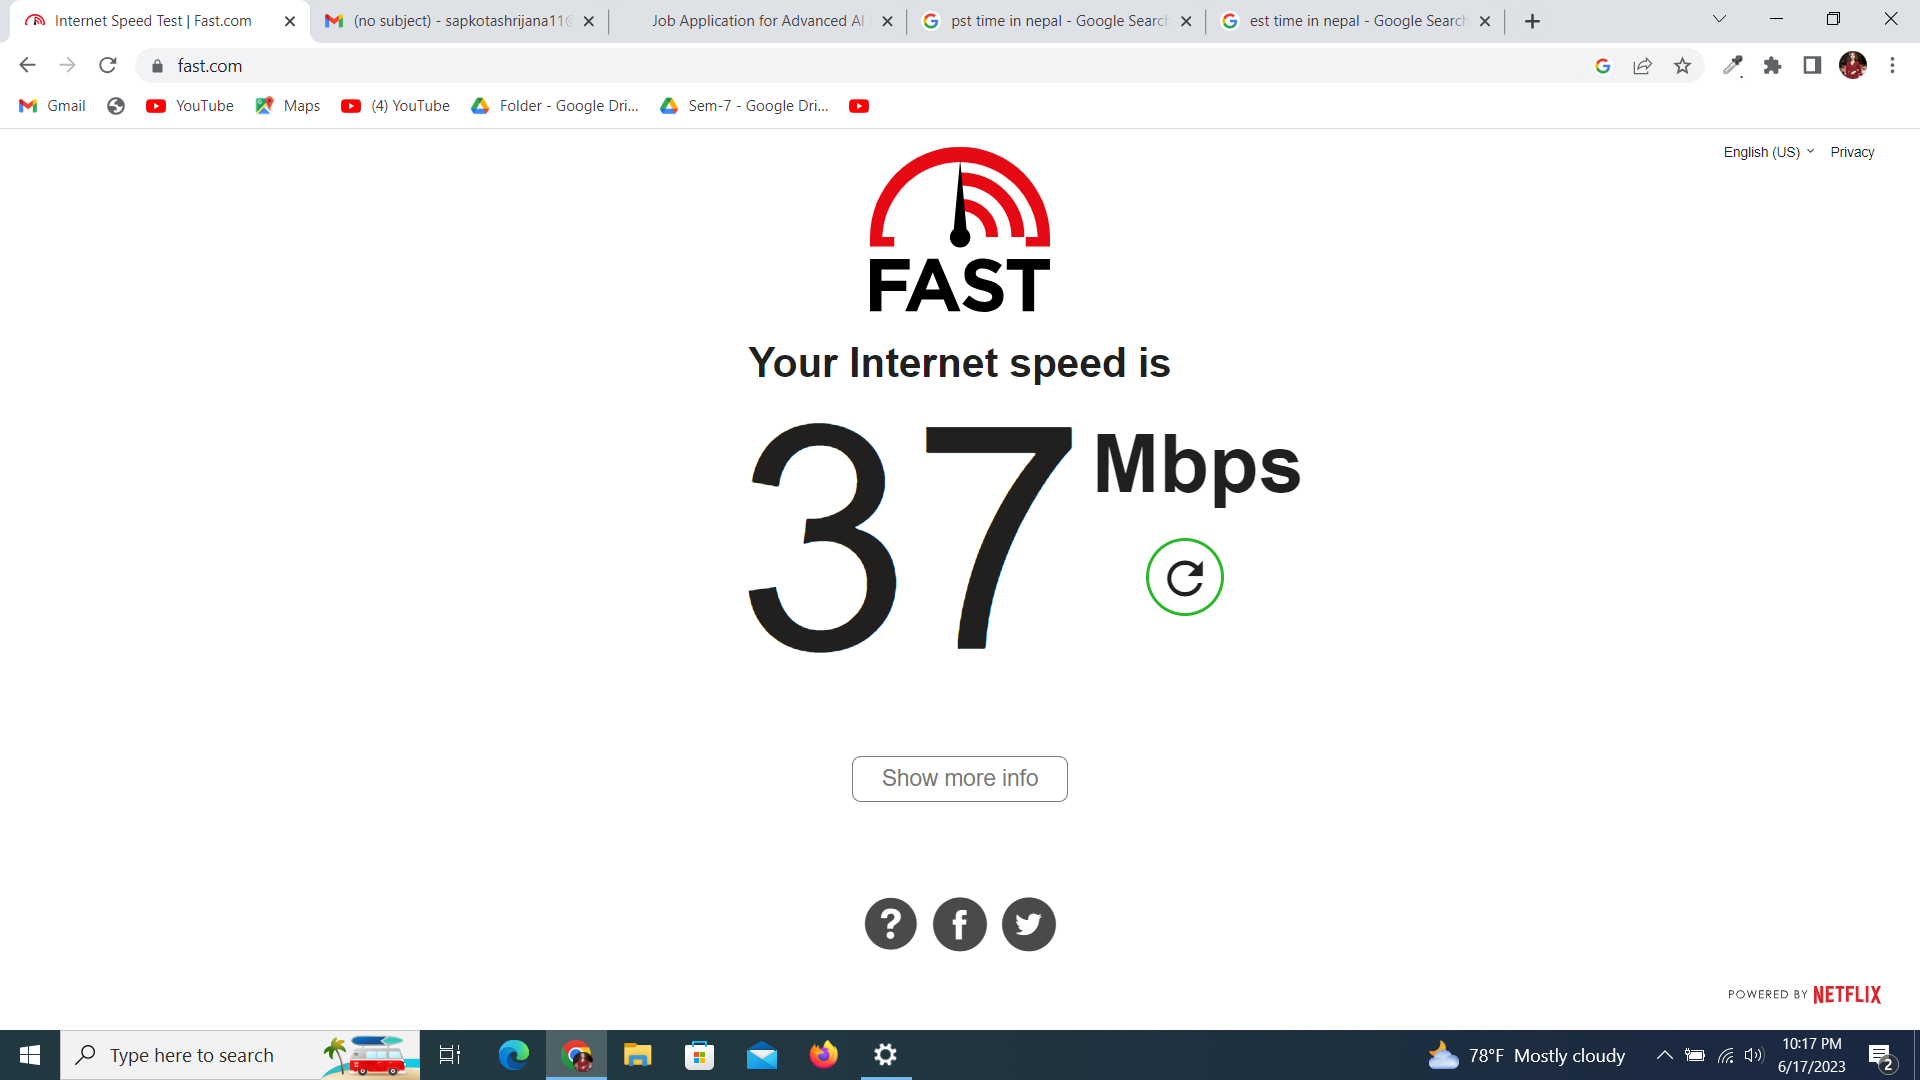 Internet Speed Test | Fast.com
(no subject) - sapkotashrijana11@
Job Application for Advanced AI
pst time in nepal - Google Search
est time in nepal - Google Search
fast.com
Gmail
YouTube
Maps
(4) YouTube
Folder - Google Dri...
Sem-7 - Google Dri...
English (US)
Privacy
FAST
Your Internet speed is
37 Mbps
Show more info
?
POWERED BY NETFLIX
Type here to search
78°F Mostly cloudy
10:17 PM
6/17/2023
2